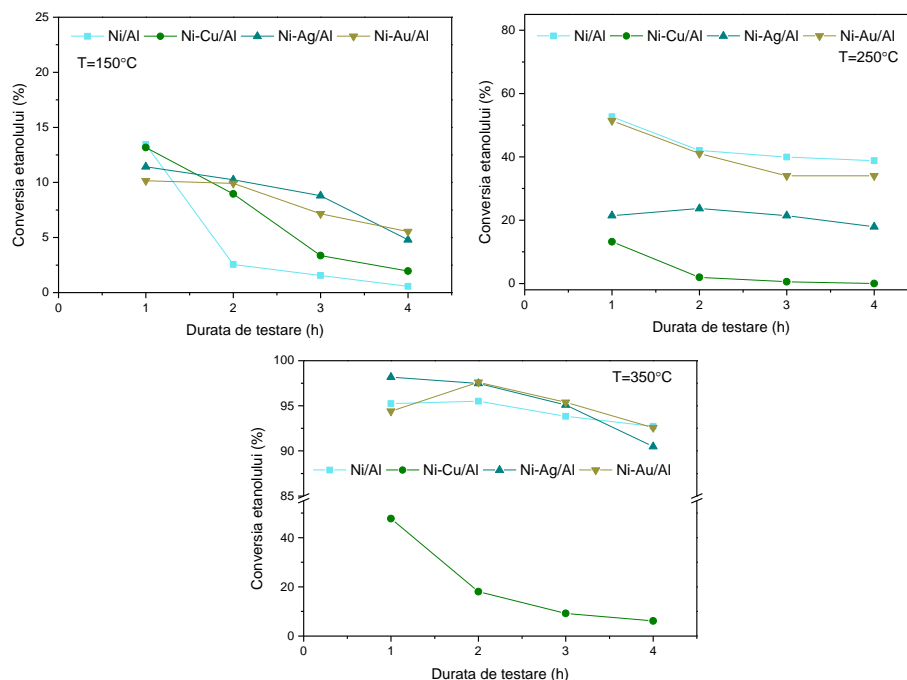 25
20
15
10
5
0
Conversia etanolului (%)
Ni/Al Ni-Cu/Al Ni-Ag/Al Ni-Au/Al
T=150°C
0 1 2 3 4
Durata de testare (h)
80
60
40
20
0
Conversia etanolului (%)
Ni/Al Ni-Cu/Al Ni-Ag/Al Ni-Au/Al
T=250°C
0 1 2 3 4
Durata de testare (h)
100
95
90
85
40
20
0
Conversia etanolului (%)
T=350°C
Ni/Al Ni-Cu/Al Ni-Ag/Al Ni-Au/Al
0 1 2 3 4
Durata de testare (h)